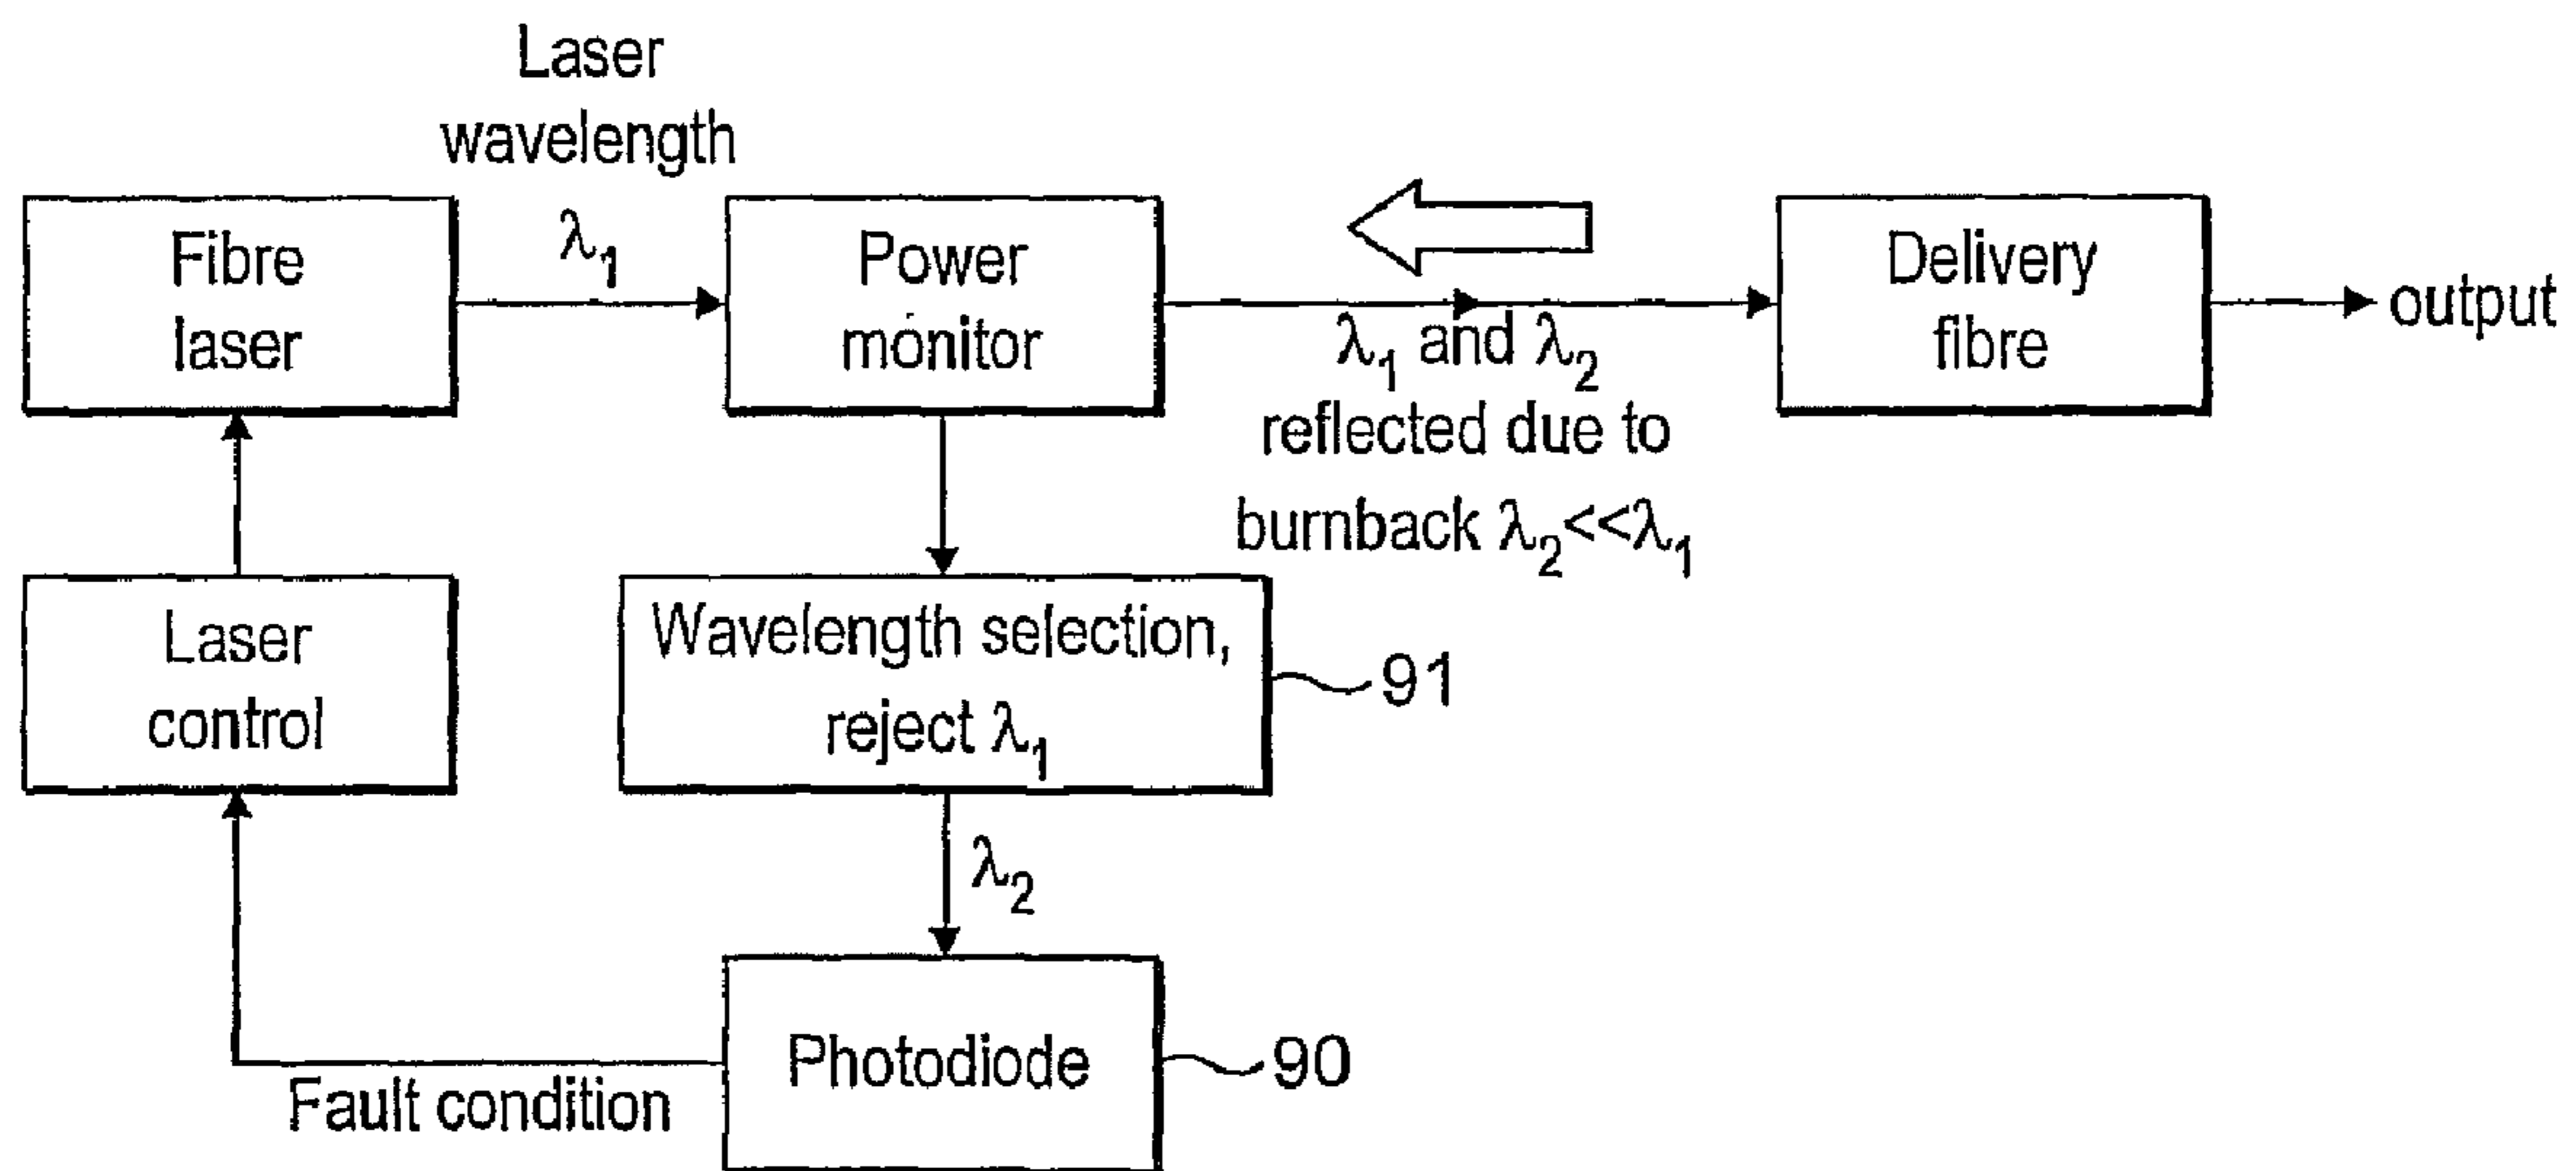 Laser
wavelength
λ₁
Fibre
laser
Power
monitor
Delivery
fibre
output
λ₁ and λ₂
reflected due to
burnback λ₂<<λ₁
Laser
control
Wavelength selection,
reject λ₁
91
λ₂
Photodiode
90
Fault condition